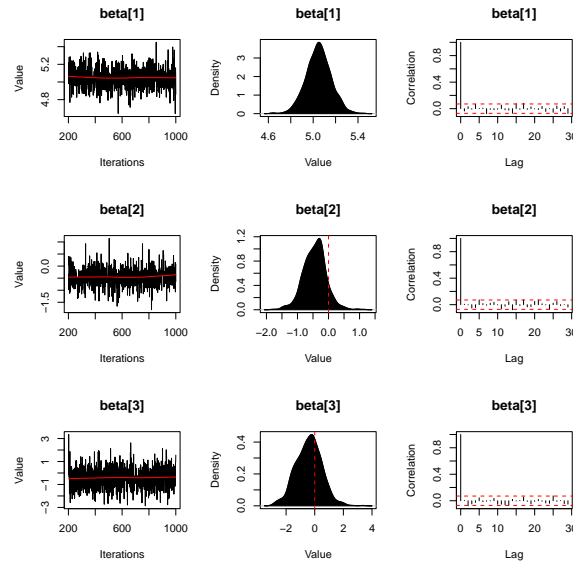 beta[1] beta[1] beta[1]
Value 4.8 5.2
200 600 1000
Iterations
Density 0 1 2 3
4.6 5.0 5.4
Value
Correlation 0.0 0.4 0.8
0 5 10 20 30
Lag
beta[2] beta[2] beta[2]
Value −1.5 0.0
200 600 1000
Iterations
Density 0.0 0.4 0.8 1.2
−2.0 −1.0 0.0 1.0
Value
Correlation 0.0 0.4 0.8
0 5 10 20 30
Lag
beta[3] beta[3] beta[3]
Value −3 −1 1 3
200 600 1000
Iterations
Density 0.0 0.2 0.4
−2 0 2 4
Value
Correlation 0.0 0.4 0.8
0 5 10 20 30
Lag